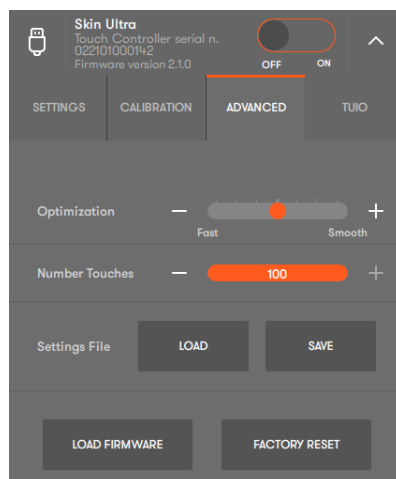 Skin Ultra
Touch Controller serial n.
022101000142
Firmware version 2.1.0
OFF ON
SETTINGS CALIBRATION ADVANCED TUIO
Optimization
Fast Smooth
Number Touches 100
Settings File LOAD SAVE
LOAD FIRMWARE FACTORY RESET